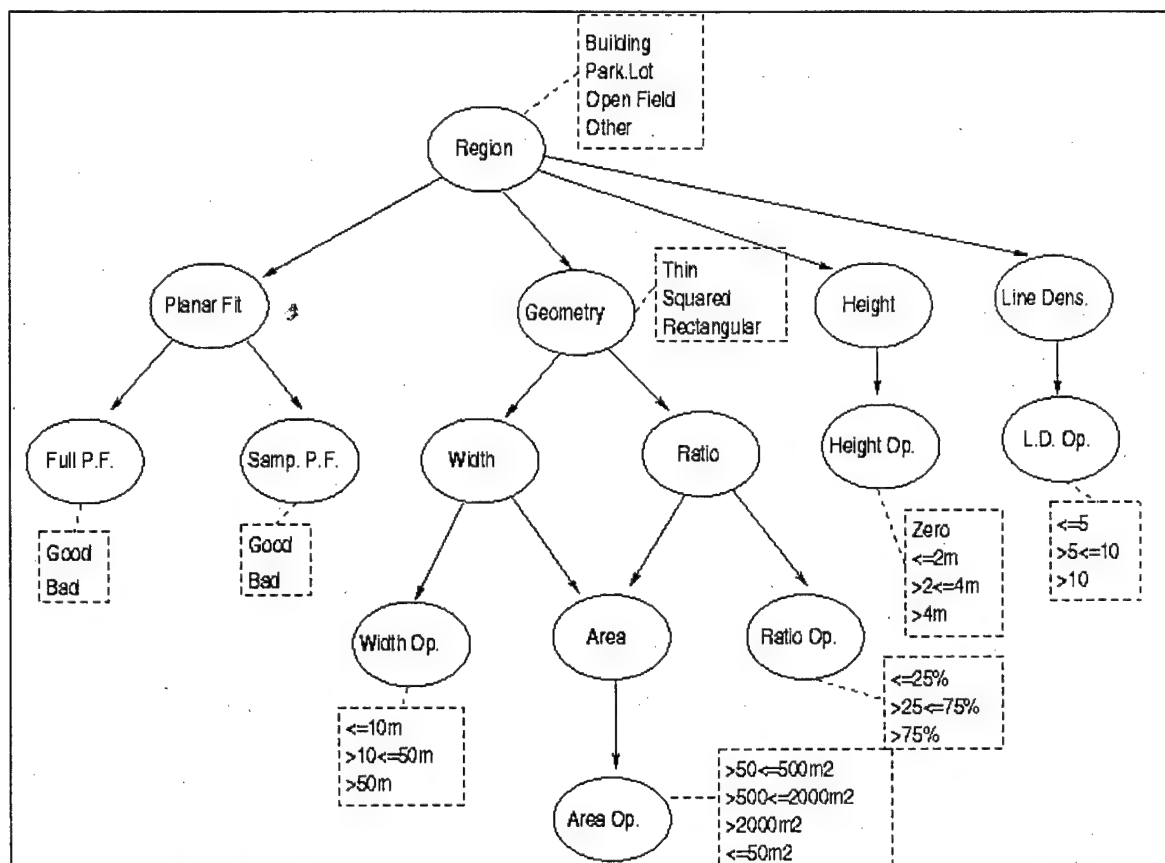 Building
Park.Lot
Open Field
Other
Region
Planar Fit
Geometry
Thin
Squared
Rectangular
Height
Line Dens.
Full P.F.
Samp. P.F.
Width
Ratio
Height Op.
L.D. Op.
Good
Bad
Good
Bad
Zero
<=2m
>2<=4m
>4m
<=5
>5<=10
>10
Width Op.
Area
Ratio Op.
<=10m
>10<=50m
>50m
<=25%
>25<=75%
>75%
Area Op.
>50<=500m2
>500<=2000m2
>2000m2
<=50m2